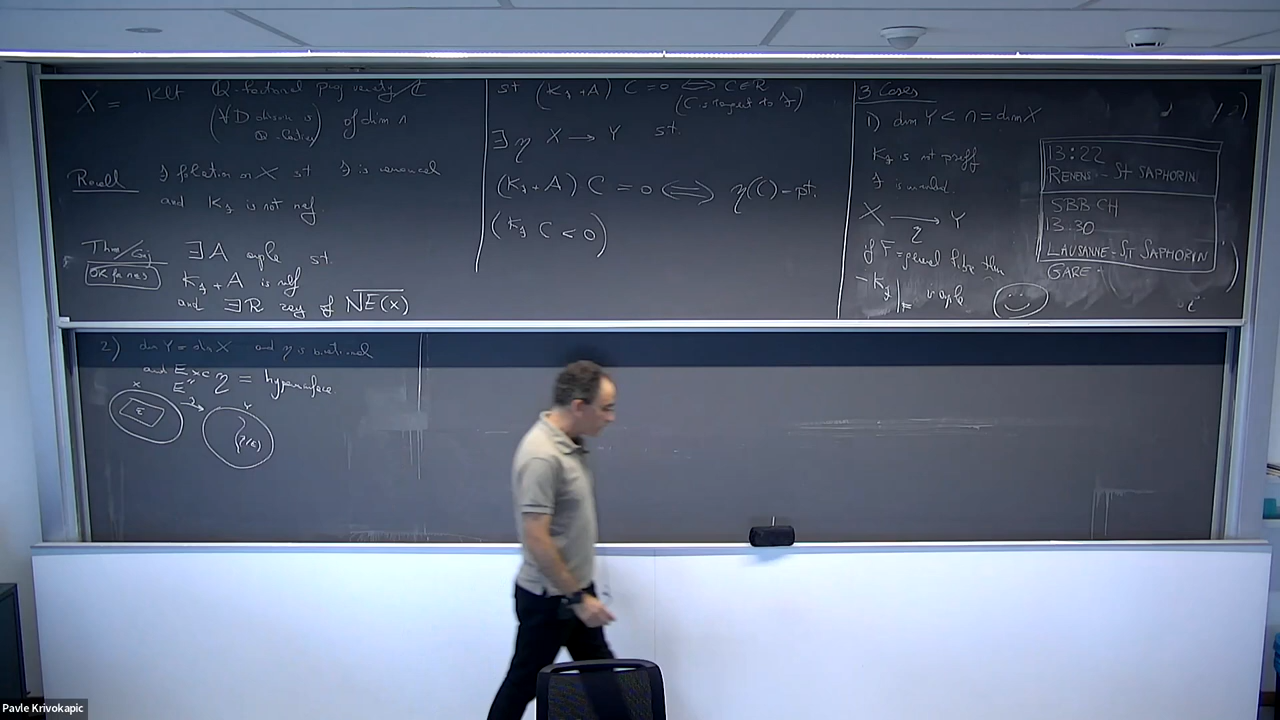 X = klt Q-factorial proj variety/C
(∀D divisor is Q-Cartier) of dim n
Recall F foliation on X st F is canonical
and K_F is not nef.
Thm/Conj ∃A ample st.
OK for n≤3
K_F + A is nef
and ∃R ray of NE(X)
st (K_F + A) C = 0 ⟺ C ∈ R
(C is tangent to F)
∃η X → Y st.
(K_F + A) C = 0 ⟺ η(C) = pt.
(K_F C < 0)
3 Cases
1) dim Y < n = dim X
K_F is not pseff
F is uniruled.
X → Y
η
if F = general fibre then
-K_F|_F is ample
13:22
RENENS - ST SAPHORIN
SBB.CH
13.30
LAUSANNE - ST SAPHORIN
GARE
2) dim Y = dim X and η is birational
and Exc η = hypersurface.
E
X
E
η
Y
η(E)
Pavle Krivokapic